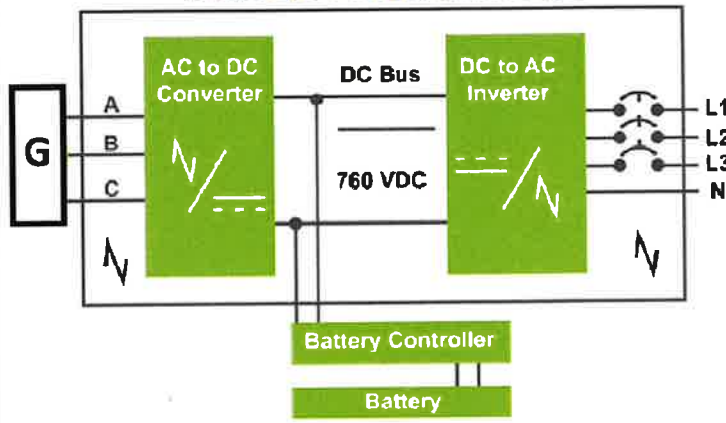 AC to DC
Converter
DC Bus
DC to AC
Inverter
A
B
C
G
760 VDC
L1
L2
L3
N
Battery Controller
Battery